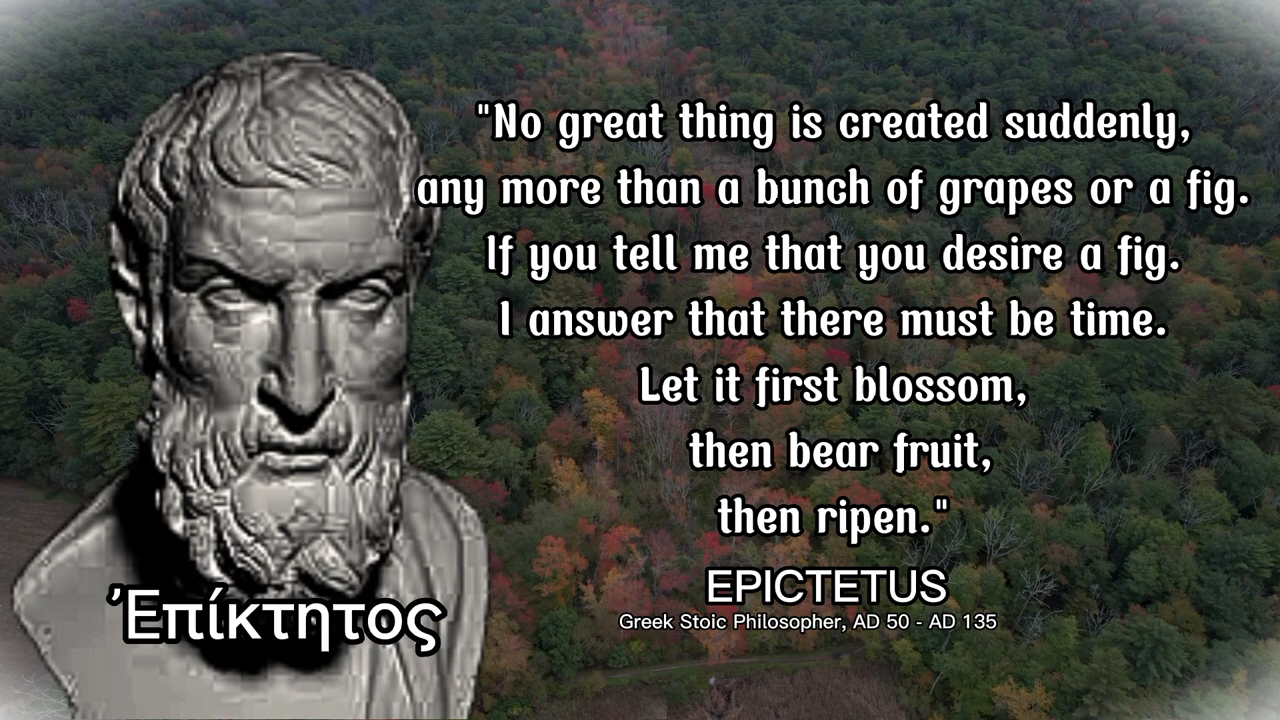 "No great thing is created suddenly,
any more than a bunch of grapes or a fig.
If you tell me that you desire a fig.
I answer that there must be time.
Let it first blossom,
then bear fruit,
then ripen."
EPICTETUS
Greek Stoic Philosopher, AD 50 - AD 135
Ἐπίκτητος